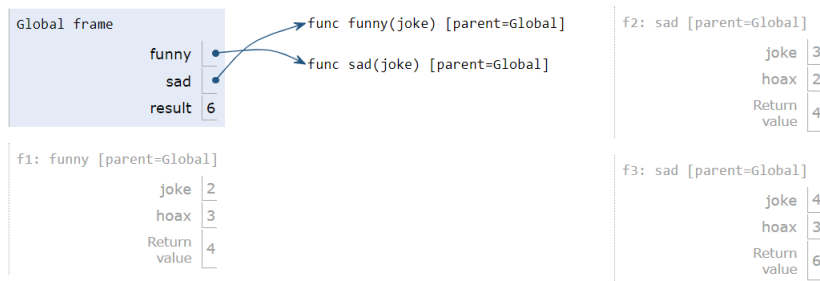 Global frame
funny
sad
result 6
func funny(joke) [parent=Global]
func sad(joke) [parent=Global]
f1: funny [parent=Global]
joke 2
hoax 3
Return
value 4
f2: sad [parent=Global]
joke 3
hoax 2
Return
value 4
f3: sad [parent=Global]
joke 4
hoax 3
Return
value 6